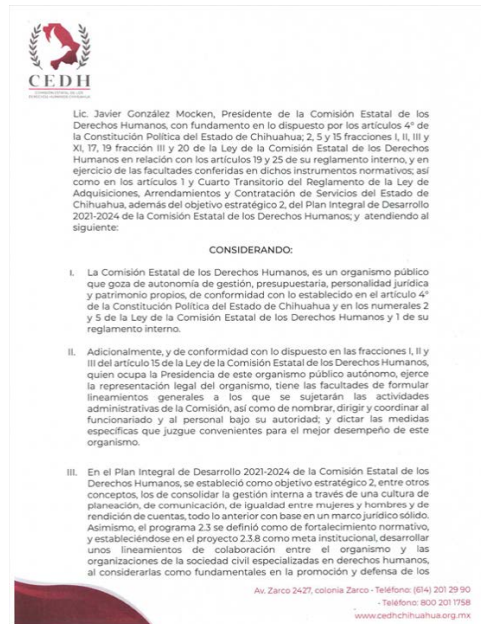 CEDH
COMISIÓN ESTATAL DE LOS
DERECHOS HUMANOS CHIHUAHUA
Lic. Javier González Mocken, Presidente de la Comisión Estatal de los
Derechos Humanos, con fundamento en lo dispuesto por los artículos 4° de
la Constitución Política del Estado de Chihuahua; 2, 5 y 15 fracciones I, II, III y
XI, 17, 19 fracción III y 20 de la Ley de la Comisión Estatal de los Derechos
Humanos en relación con los artículos 19 y 25 de su reglamento interno, y en
ejercicio de las facultades conferidas en dichos instrumentos normativos; así
como en los artículos 1 y Cuarto Transitorio del Reglamento de la Ley de
Adquisiciones, Arrendamientos y Contratación de Servicios del Estado de
Chihuahua, además del objetivo estratégico 2, del Plan Integral de Desarrollo
2021-2024 de la Comisión Estatal de los Derechos Humanos; y atendiendo al
siguiente:
CONSIDERANDO:
I. La Comisión Estatal de los Derechos Humanos, es un organismo público
que goza de autonomía de gestión, presupuestaria, personalidad jurídica
y patrimonio propios, de conformidad con lo establecido en el artículo 4°
de la Constitución Política del Estado de Chihuahua y en los numerales 2
y 5 de la Ley de la Comisión Estatal de los Derechos Humanos y 1 de su
reglamento interno.
II. Adicionalmente, y de conformidad con lo dispuesto en las fracciones I, II y
III del artículo 15 de la Ley de la Comisión Estatal de los Derechos Humanos,
quien ocupa la Presidencia de este organismo público autónomo, ejerce
la representación legal del organismo, tiene las facultades de formular
lineamientos generales a los que se sujetarán las actividades
administrativas de la Comisión, así como de nombrar, dirigir y coordinar al
funcionariado y al personal bajo su autoridad; y dictar las medidas
específicas que juzgue convenientes para el mejor desempeño de este
organismo.
III. En el Plan Integral de Desarrollo 2021-2024 de la Comisión Estatal de los
Derechos Humanos, se estableció como objetivo estratégico 2, entre otros
conceptos, los de consolidar la gestión interna a través de una cultura de
planeación, de comunicación, de igualdad entre mujeres y hombres y de
rendición de cuentas, todo lo anterior con base en un marco jurídico sólido.
Asimismo, el programa 2.3 se definió como de fortalecimiento normativo,
y estableciéndose en el proyecto 2.3.8 como meta institucional, desarrollar
unos lineamientos de colaboración entre el organismo y las
organizaciones de la sociedad civil especializadas en derechos humanos,
al considerarlas como fundamentales en la promoción y defensa de los
Av. Zarco 2427, colonia Zarco - Teléfono: (614) 201 29 90
- Teléfono: 800 201 1758
www.cedhchihuahua.org.mx